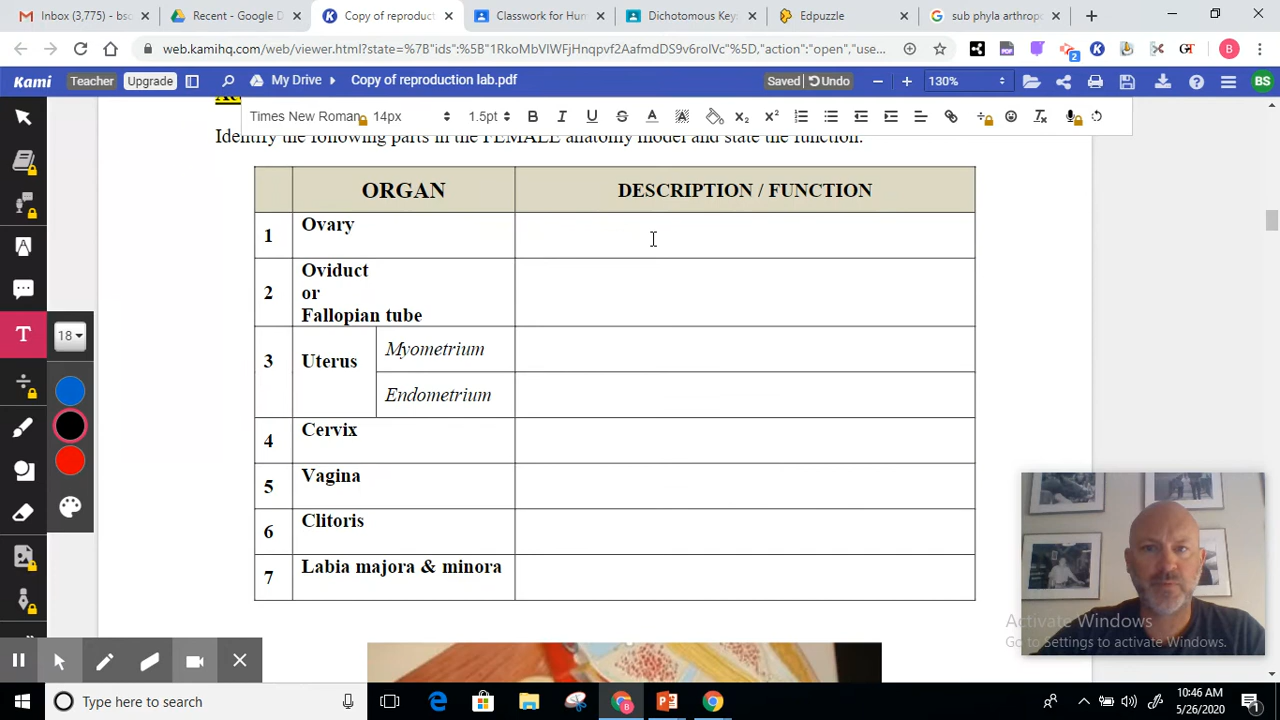 Inbox (3,775) - bsc
Recent - Google D
Copy of reproduct
Classwork for Hum
Dichotomous Key
Edpuzzle
sub phyla arthrop
web.kamihq.com/web/viewer.html?state=%7B"ids":%5B"1RkoMbVIWFjHnqpvf2AafmdDS9v6rolVc"%5D,"action":"open","use...
Kami Teacher Upgrade My Drive Copy of reproduction lab.pdf Saved Undo 130% BS
Times New Roman 14px 1.5pt
Identify the following parts in the FEMALE anatomy model and state the function.
ORGAN DESCRIPTION / FUNCTION
1 Ovary
2 Oviduct
or
Fallopian tube
3 Uterus Myometrium
Endometrium
4 Cervix
5 Vagina
6 Clitoris
7 Labia majora & minora
18
Activate Windows
Go to Settings to activate Windows.
Type here to search
10:46 AM
5/26/2020